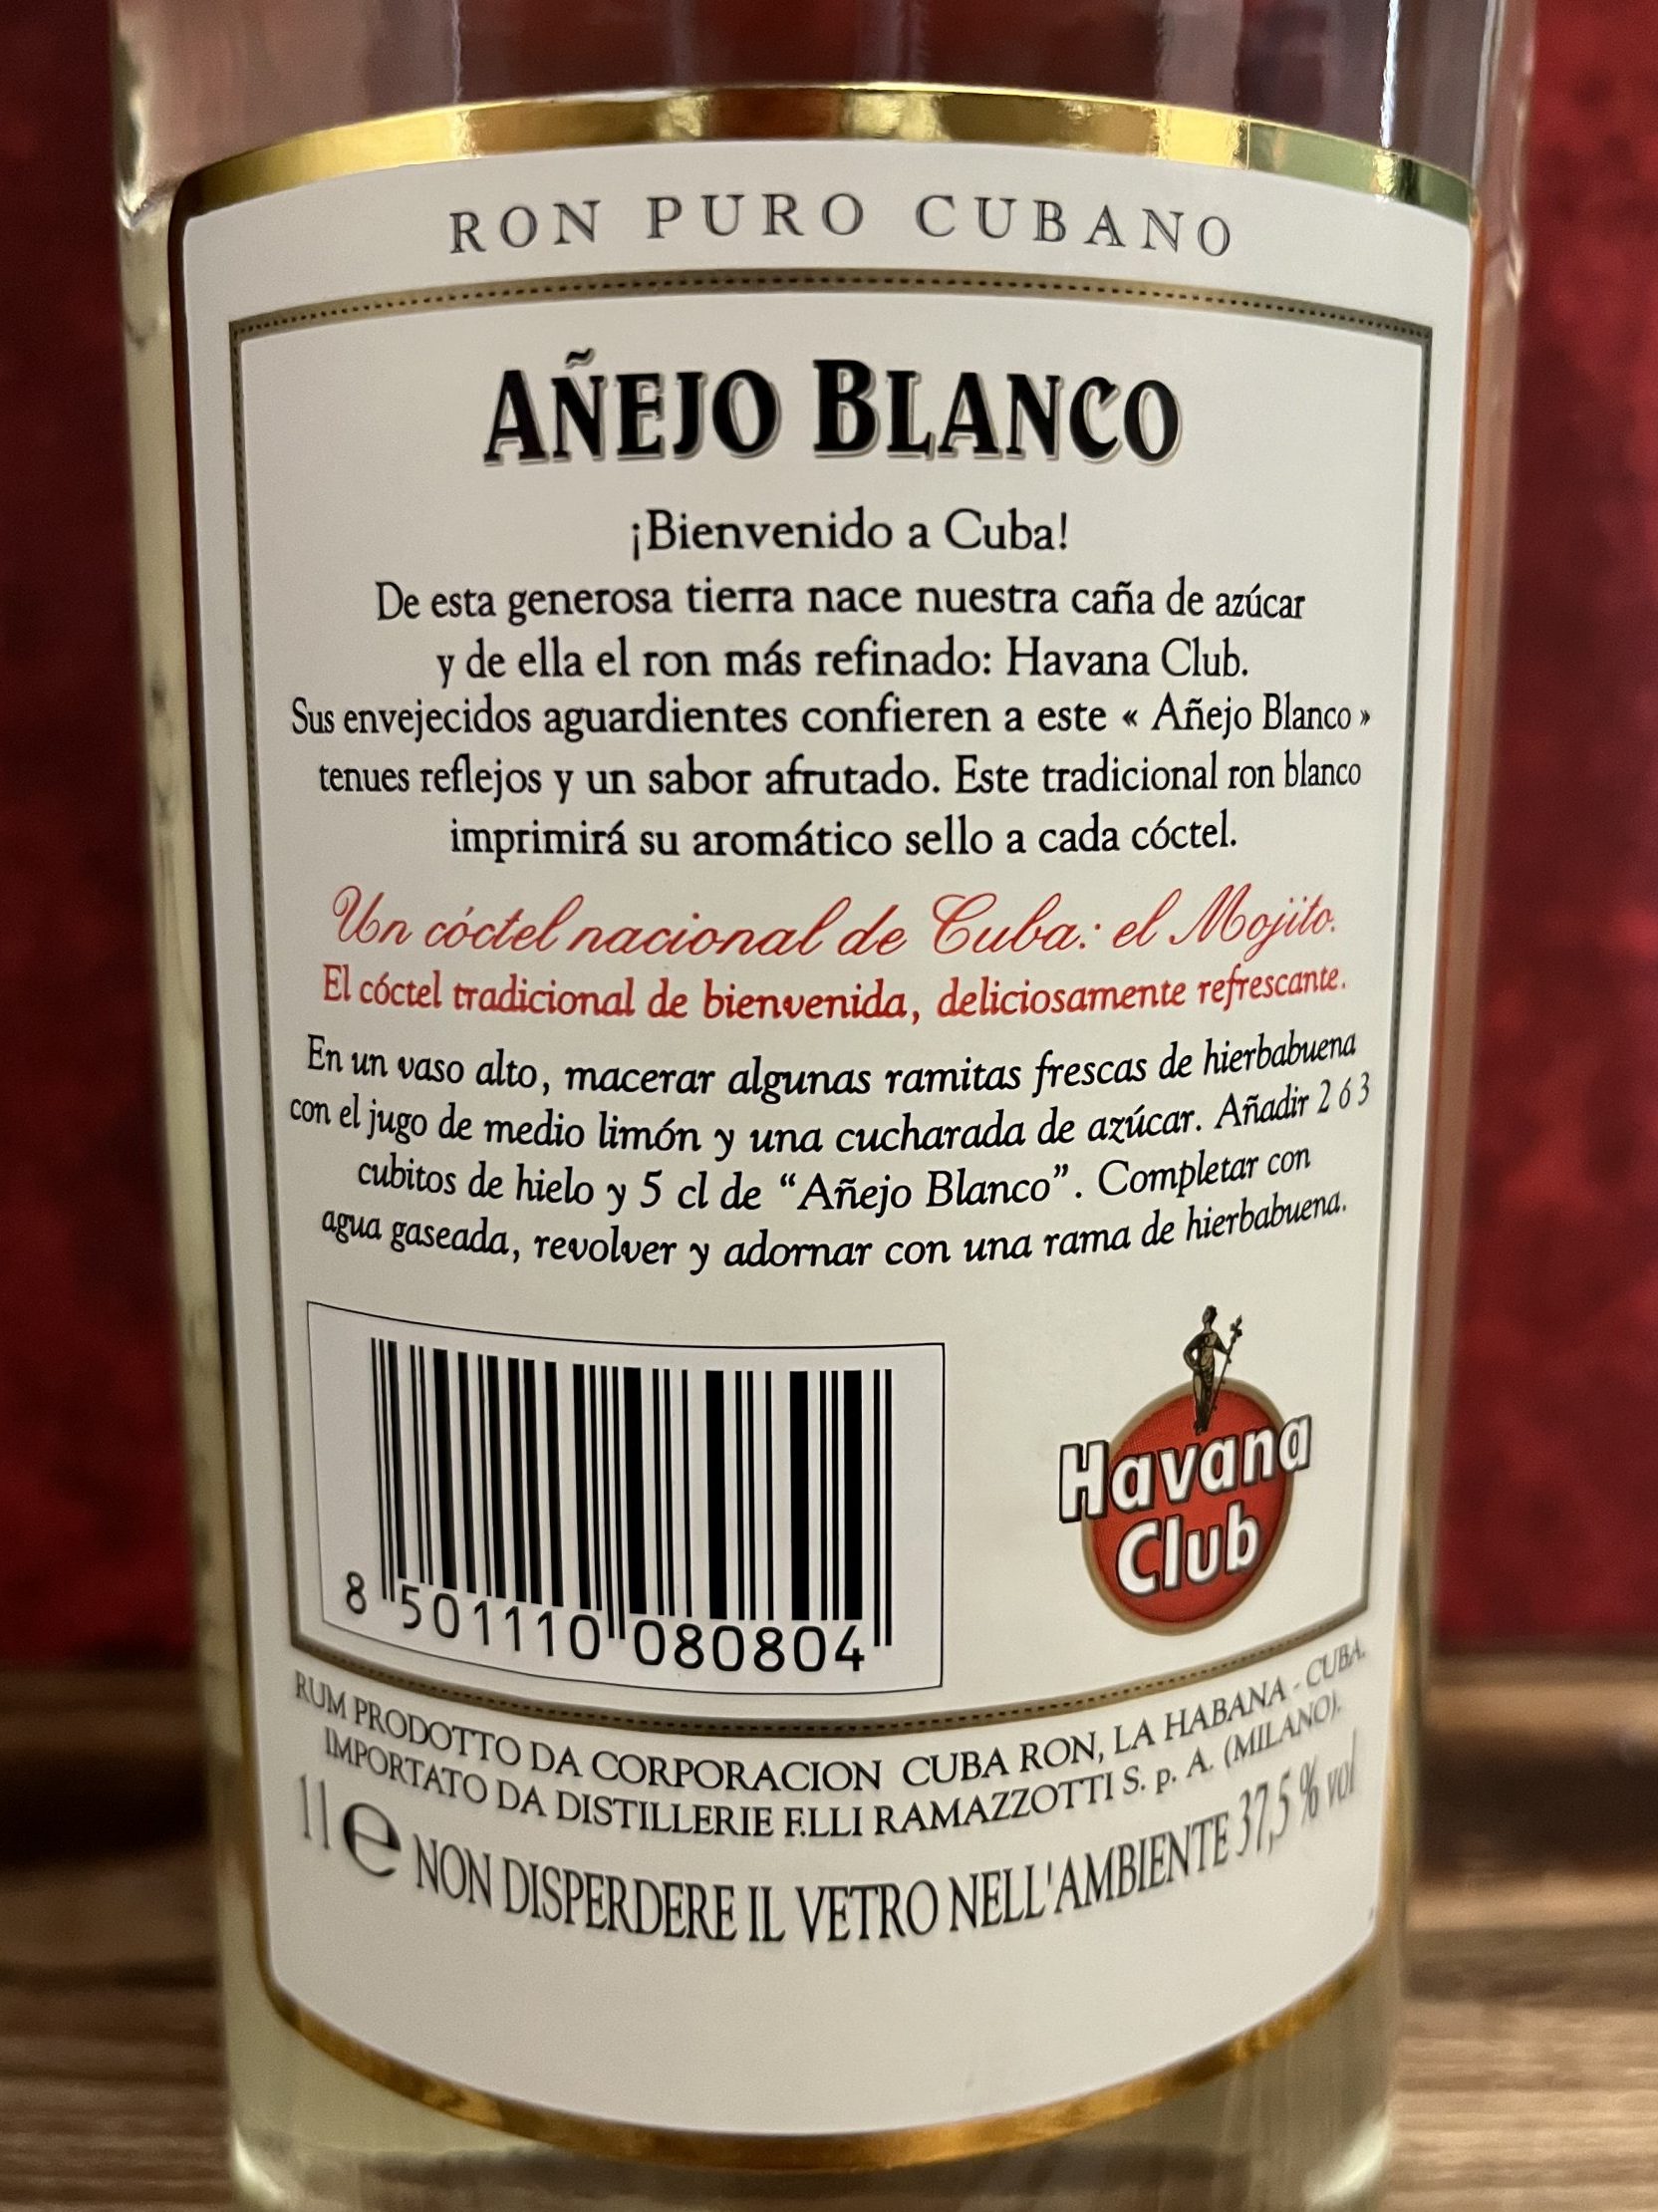 RON PURO CUBANO
AÑEJO BLANCO
¡Bienvenido a Cuba!
De esta generosa tierra nace nuestra caña de azúcar
y de ella el ron más refinado: Havana Club.
Sus envejecidos aguardientes confieren a este « Añejo Blanco »
tenues reflejos y un sabor afrutado. Este tradicional ron blanco
imprimirá su aromático sello a cada cóctel.
Un cóctel nacional de Cuba: el Mojito.
El cóctel tradicional de bienvenida, deliciosamente refrescante.
En un vaso alto, macerar algunas ramitas frescas de hierbabuena
con el jugo de medio limón y una cucharada de azúcar. Añadir 2 ó 3
cubitos de hielo y 5 cl de “Añejo Blanco”. Completar con
agua gaseada, revolver y adornar con una rama de hierbabuena.
8 501110 080804
Havana
Club
RUM PRODOTTO DA CORPORACION CUBA RON, LA HABANA - CUBA.
IMPORTATO DA DISTILLERIE F.LLI RAMAZZOTTI S. p. A. (MILANO).
1 l e NON DISPERDERE IL VETRO NELL'AMBIENTE 37,5 % vol